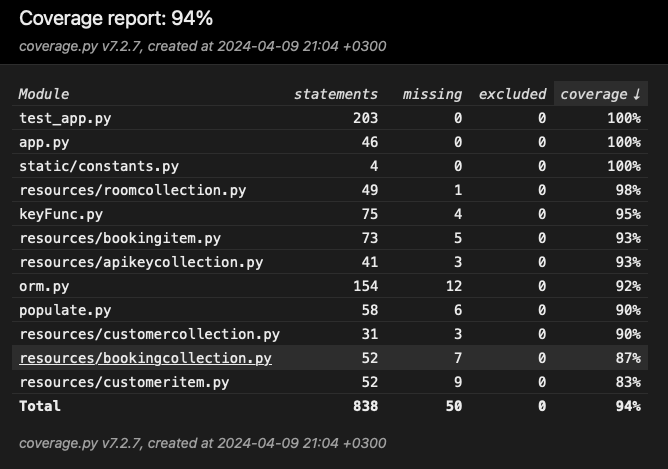 Coverage report: 94%
coverage.py v7.2.7, created at 2024-04-09 21:04 +0300
Module statements missing excluded coverage ↓
test_app.py 203 0 0 100%
app.py 46 0 0 100%
static/constants.py 4 0 0 100%
resources/roomcollection.py 49 1 0 98%
keyFunc.py 75 4 0 95%
resources/bookingitem.py 73 5 0 93%
resources/apikeycollection.py 41 3 0 93%
orm.py 154 12 0 92%
populate.py 58 6 0 90%
resources/customercollection.py 31 3 0 90%
resources/bookingcollection.py 52 7 0 87%
resources/customeritem.py 52 9 0 83%
Total 838 50 0 94%
coverage.py v7.2.7, created at 2024-04-09 21:04 +0300